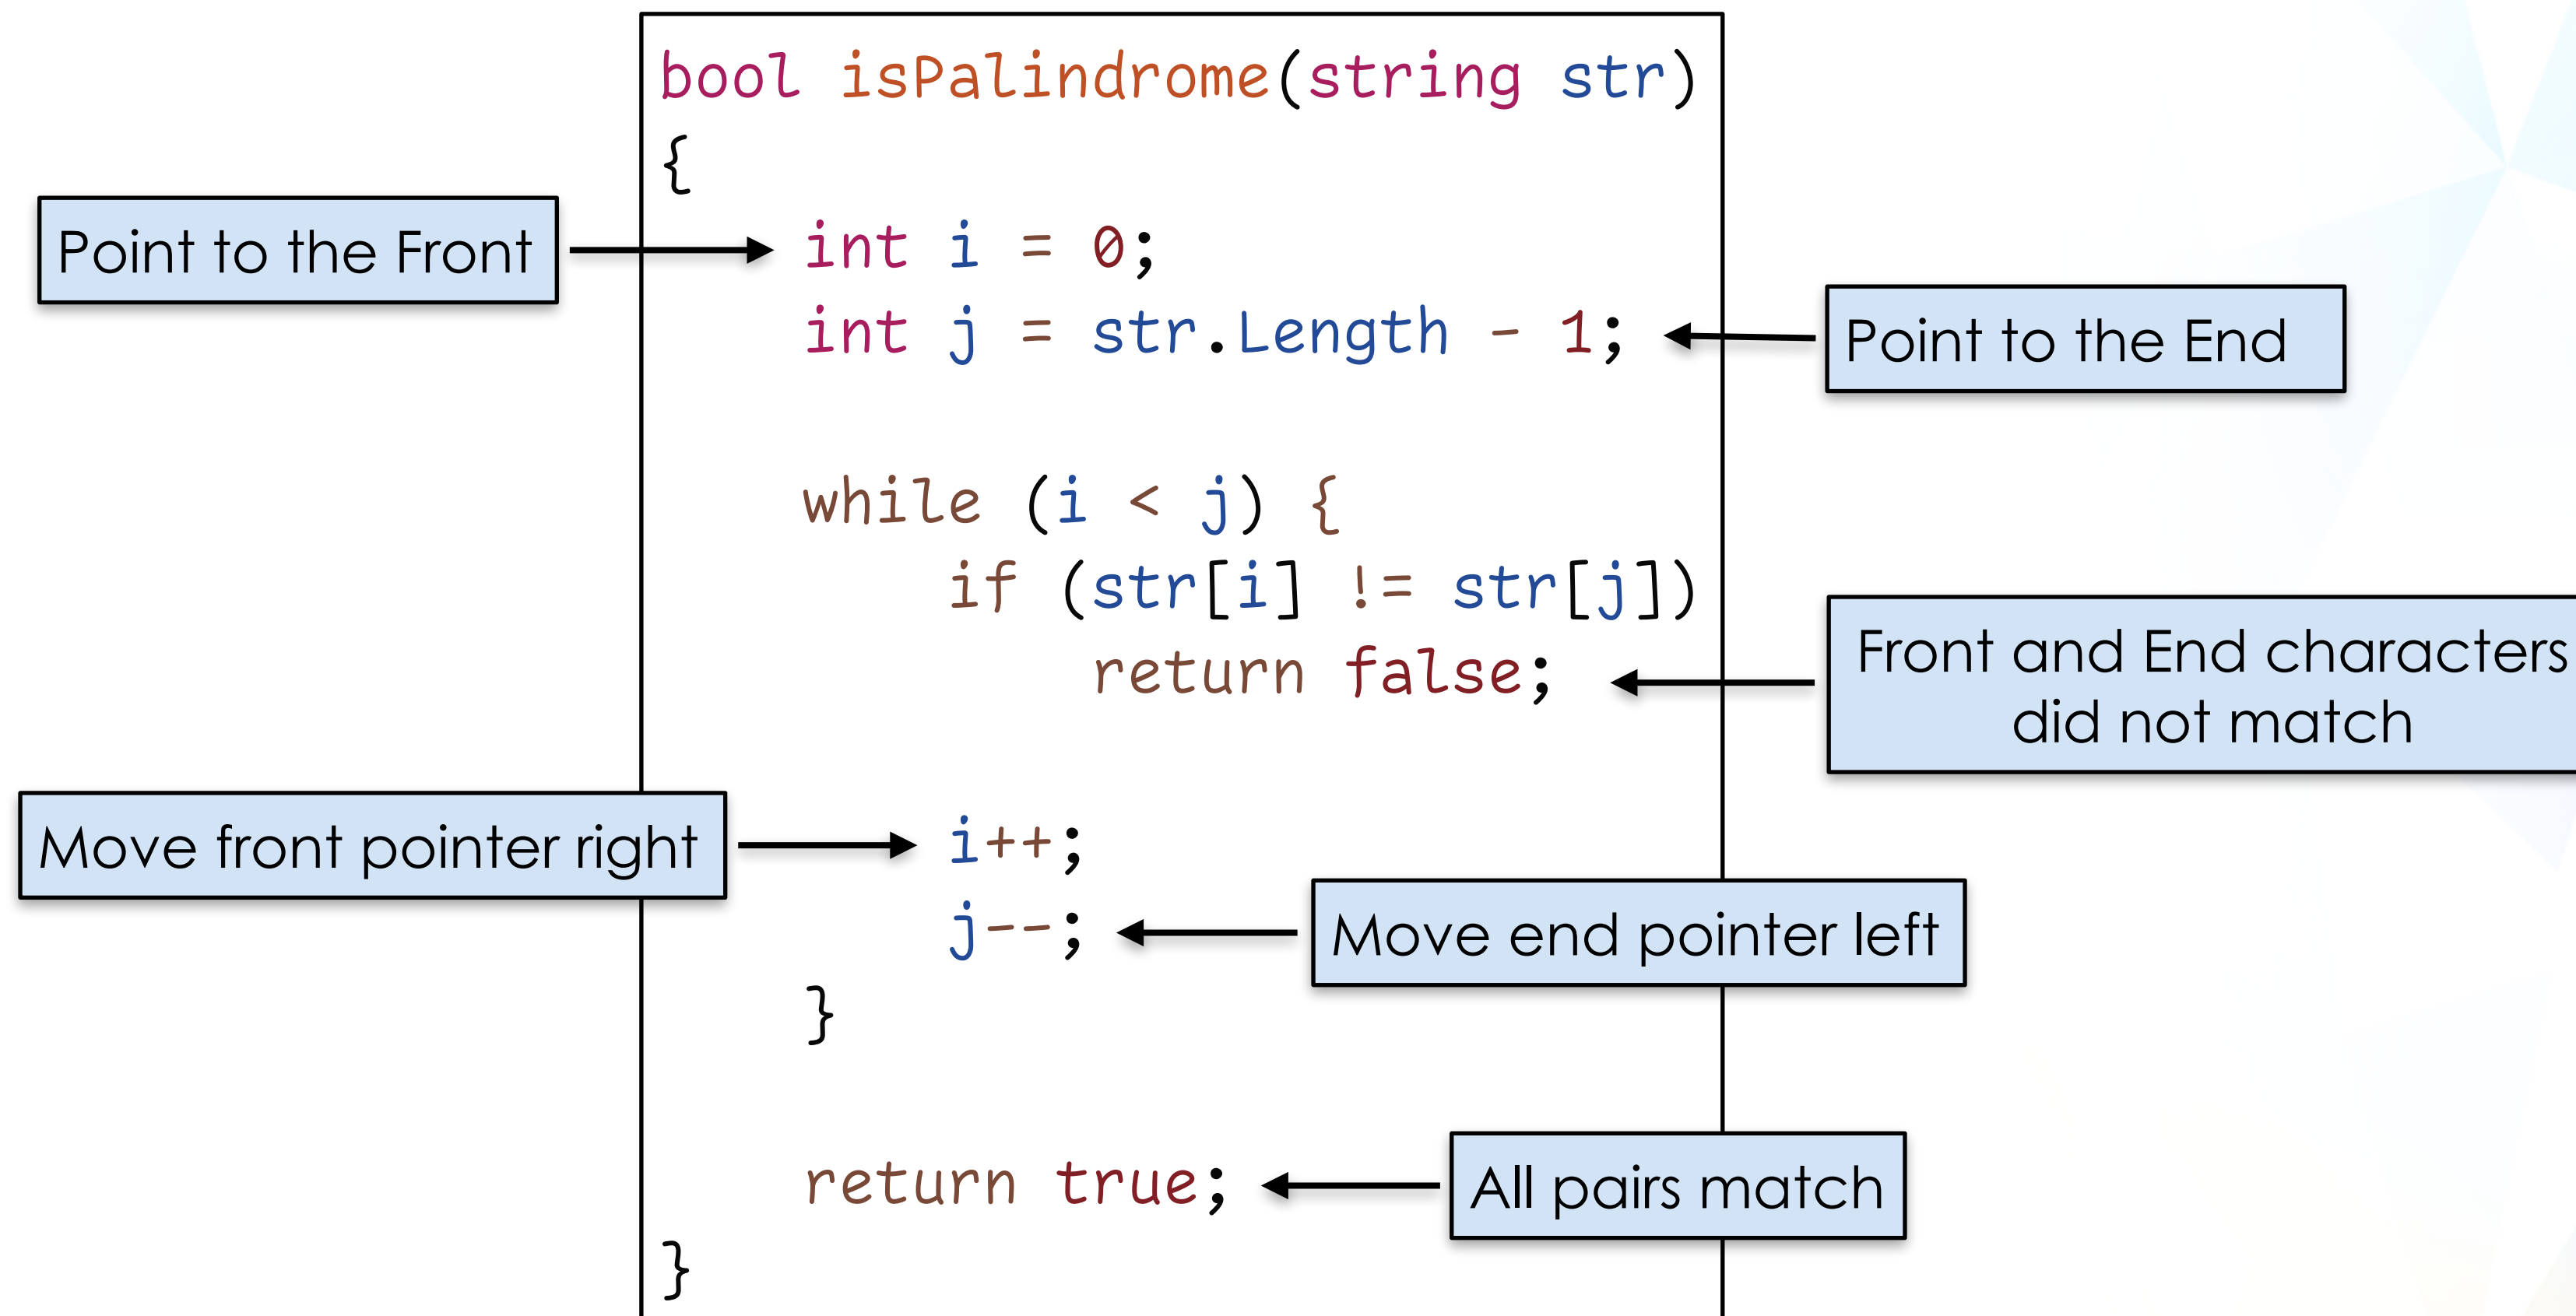 bool isPalindrome(string str)
{
Point to the Front
int i = 0;
int j = str.Length - 1;
Point to the End
while (i < j) {
if (str[i] != str[j])
return false;
Front and End characters
did not match
Move front pointer right
i++;
j--;
Move end pointer left
}
return true;
All pairs match
}